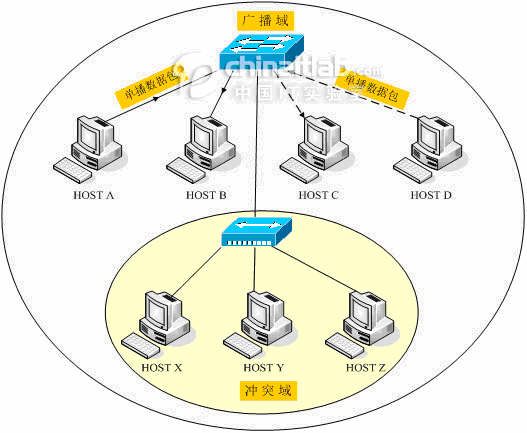 广播域
chinaitlab.com
中国IT实验室
单播数据包
单播数据包
HOST A
HOST B
HOST C
HOST D
HOST X
HOST Y
HOST Z
冲突域